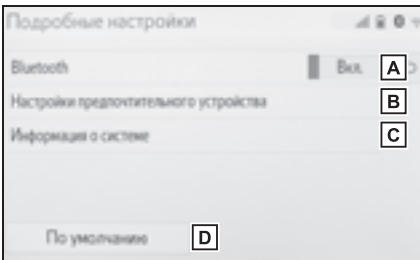 Подробные настройки
Bluetooth Вкл. A
Настройки предпочтительного устройства B
Информация о системе C
По умолчанию D